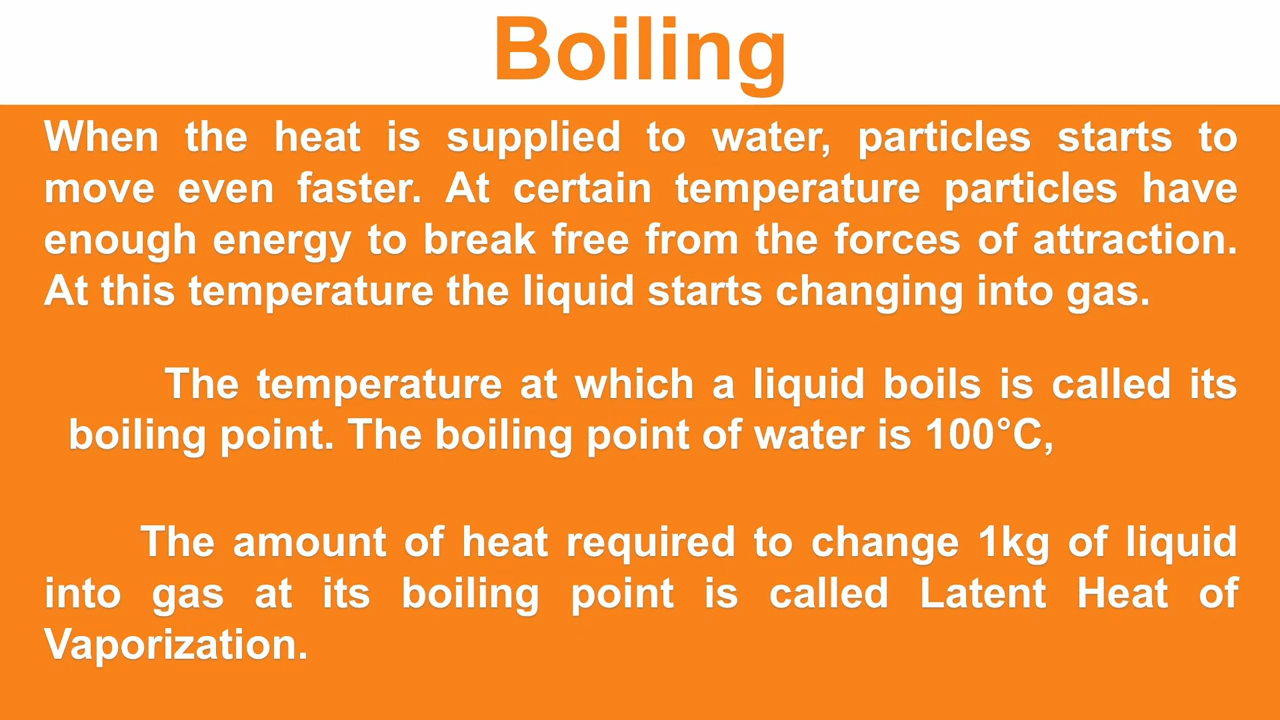 Boiling
When the heat is supplied to water, particles starts to
move even faster. At certain temperature particles have
enough energy to break free from the forces of attraction.
At this temperature the liquid starts changing into gas.
The temperature at which a liquid boils is called its
boiling point. The boiling point of water is 100°C,
The amount of heat required to change 1kg of liquid
into gas at its boiling point is called Latent Heat of
Vaporization.